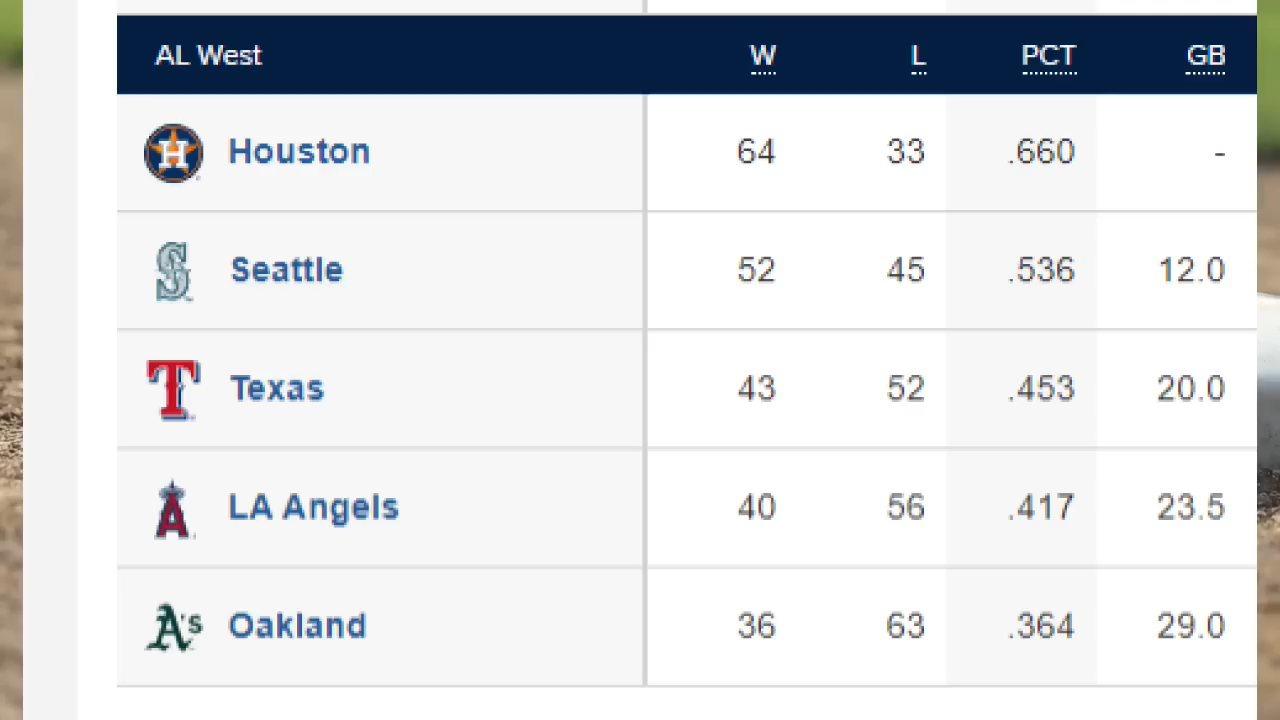 AL West W L PCT GB
Houston 64 33 .660 -
Seattle 52 45 .536 12.0
Texas 43 52 .453 20.0
LA Angels 40 56 .417 23.5
Oakland 36 63 .364 29.0